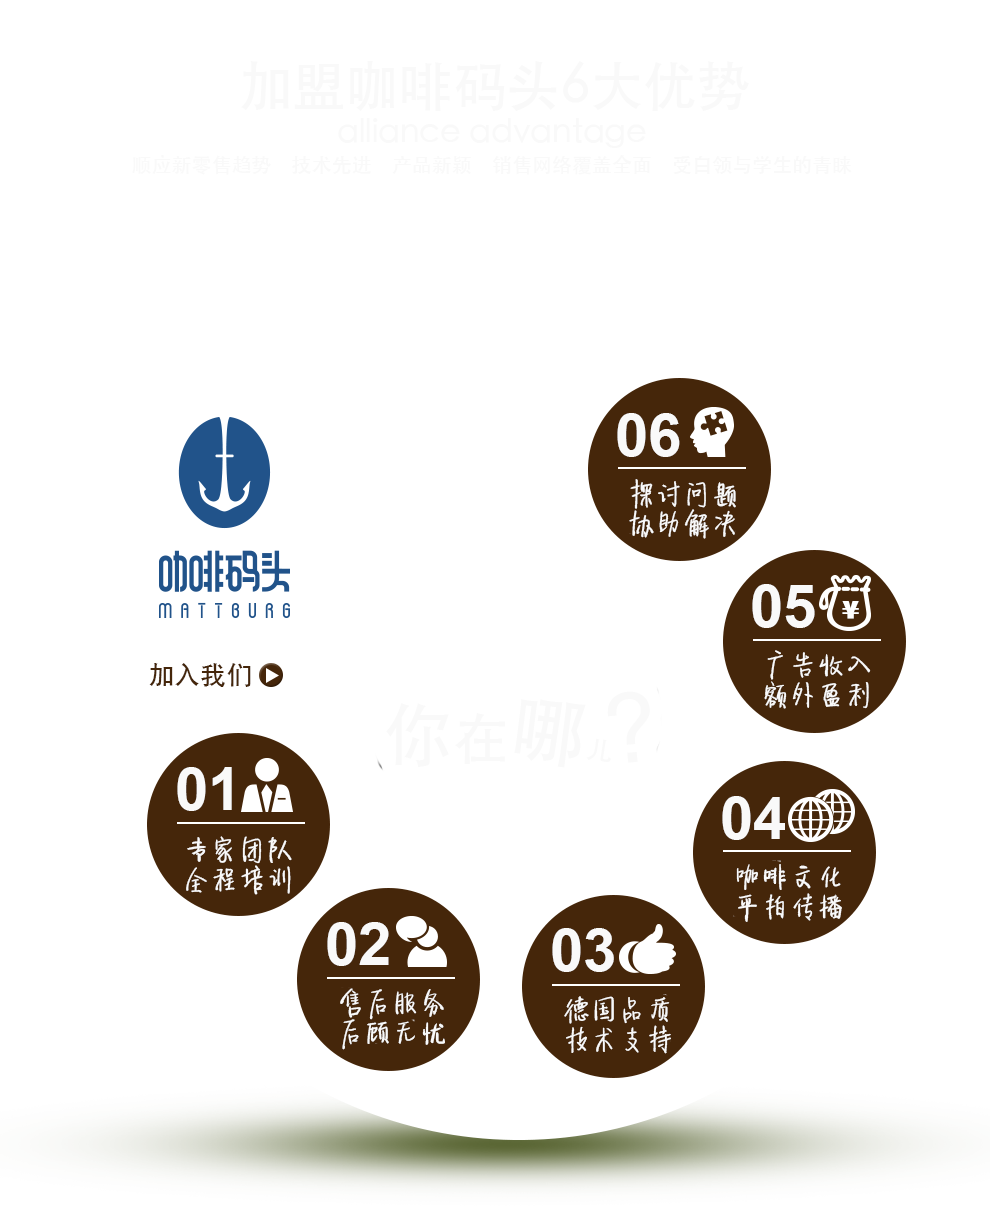 加盟咖啡码头6大优势
alliance advantage
顺应新零售趋势 技术先进 产品新颖 销售网络覆盖全面 受白领与学生的青睐
咖啡码头
MATTBURG
加入我们
你在哪儿?
01
专家团队
全程培训
02
售后服务
后顾无忧
03
德国品质
技术支持
04
咖啡文化
平拍传播
05
广告收入
额外盈利
06
探讨问题
协助解决